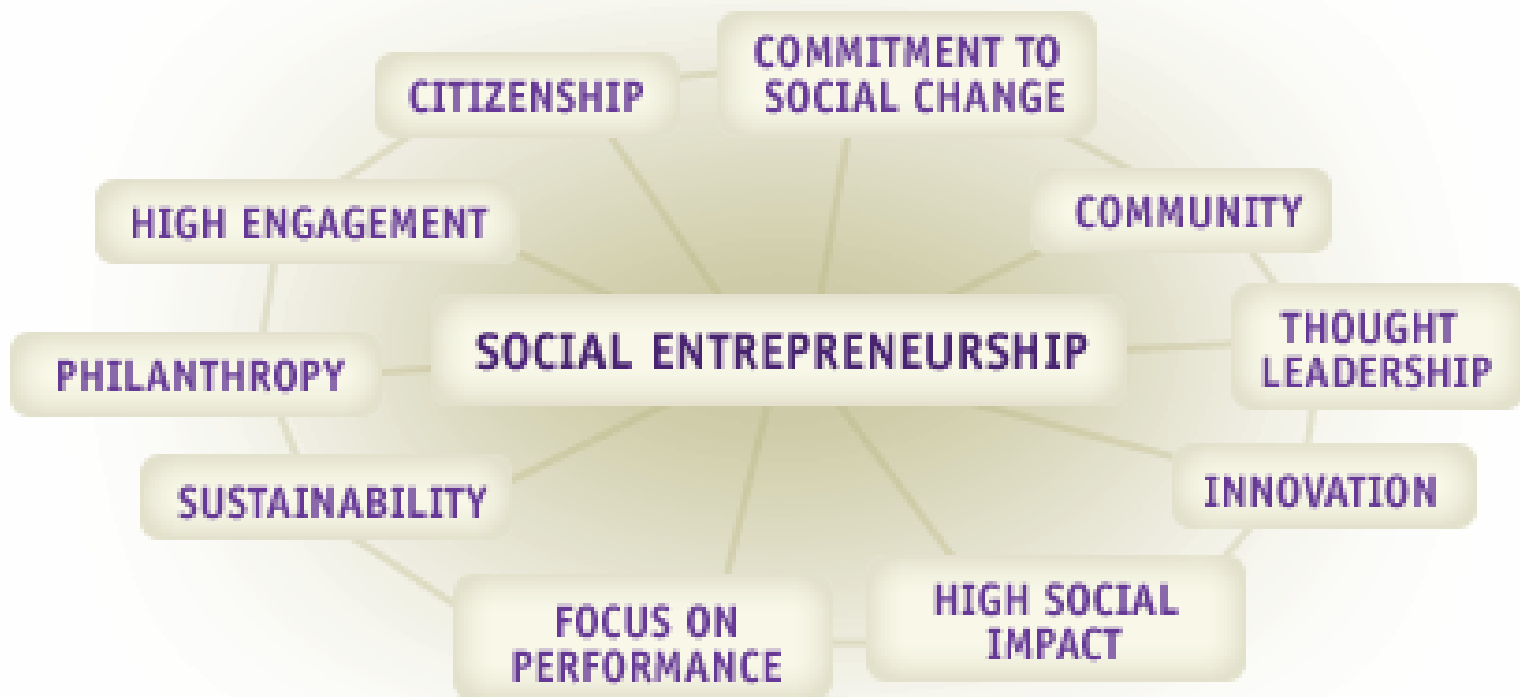 COMMITMENT TO
SOCIAL CHANGE
CITIZENSHIP
HIGH ENGAGEMENT
COMMUNITY
SOCIAL ENTREPRENEURSHIP
THOUGHT
LEADERSHIP
PHILANTHROPY
SUSTAINABILITY
INNOVATION
FOCUS ON
PERFORMANCE
HIGH SOCIAL
IMPACT